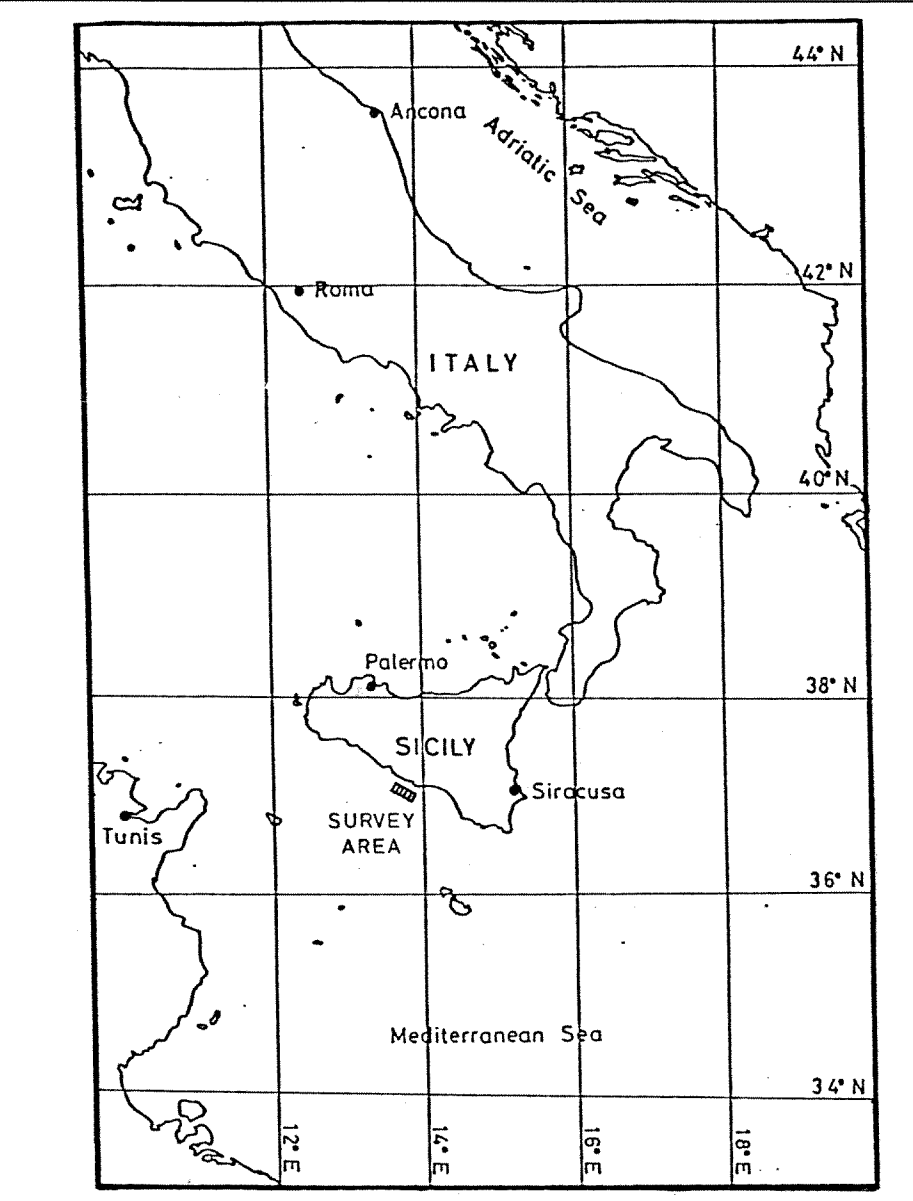 44° N
Ancona
Adriatic Sea
42° N
Roma
ITALY
40° N
Palermo
38° N
SICILY
Siracusa
SURVEY
AREA
Tunis
36° N
Mediterranean Sea
34° N
12° E
14° E
16° E
18° E